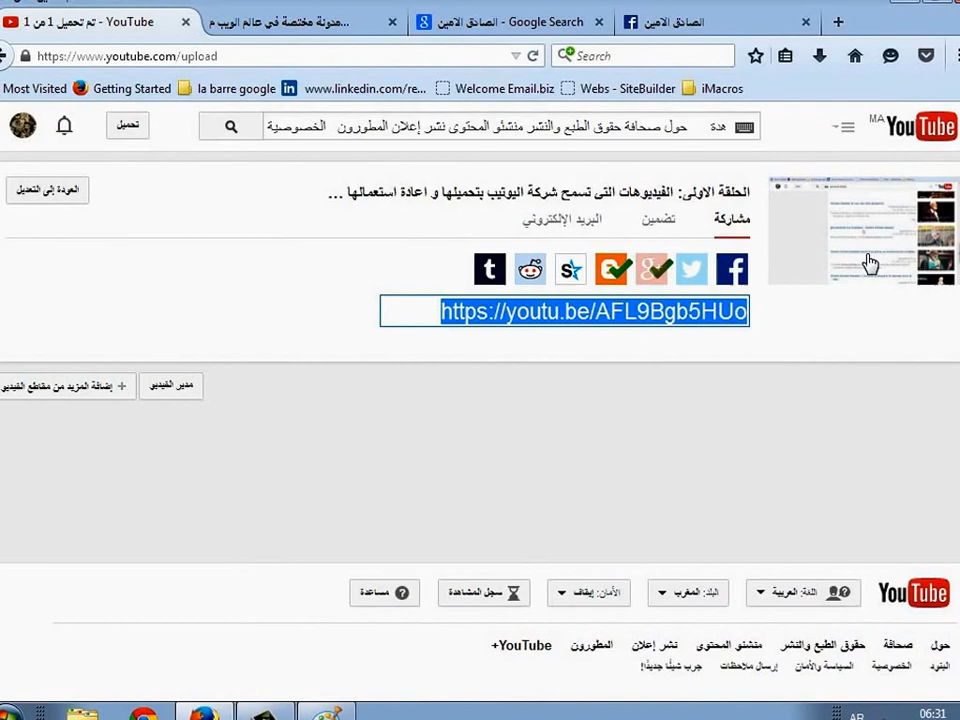 تم تحميل 1 من 1 - YouTube
مدونة مختصة في عالم الويب م...
الصادق الامين - Google Search
الصادق الامين
https://www.youtube.com/upload
Search
Most Visited Getting Started la barre google www.linkedin.com/re... Welcome Email.biz Webs - SiteBuilder iMacros
YouTube MA
هدة حول صحافة حقوق الطبع والنشر منشئو المحتوى نشر إعلان المطورون الخصوصية
تحميل
الحلقة الاولى: الفيديوهات التى تسمح شركة اليوتيب بتحميلها و اعادة استعمالها ...
العودة إلى التعديل
مشاركة تضمين البريد الإلكتروني
https://youtu.be/AFL9Bgb5HUo
مدير الفيديو
إضافة المزيد من مقاطع الفيديو +
YouTube
اللغة: العربية
البلد: المغرب
الأمان: إيقاف
سجل المشاهدة
مساعدة
حول صحافة حقوق الطبع والنشر منشئو المحتوى نشر إعلان المطورون YouTube+
البنود الخصوصية السياسة والأمان إرسال ملاحظات جرب شيئًا جديدًا!
AR
06:31